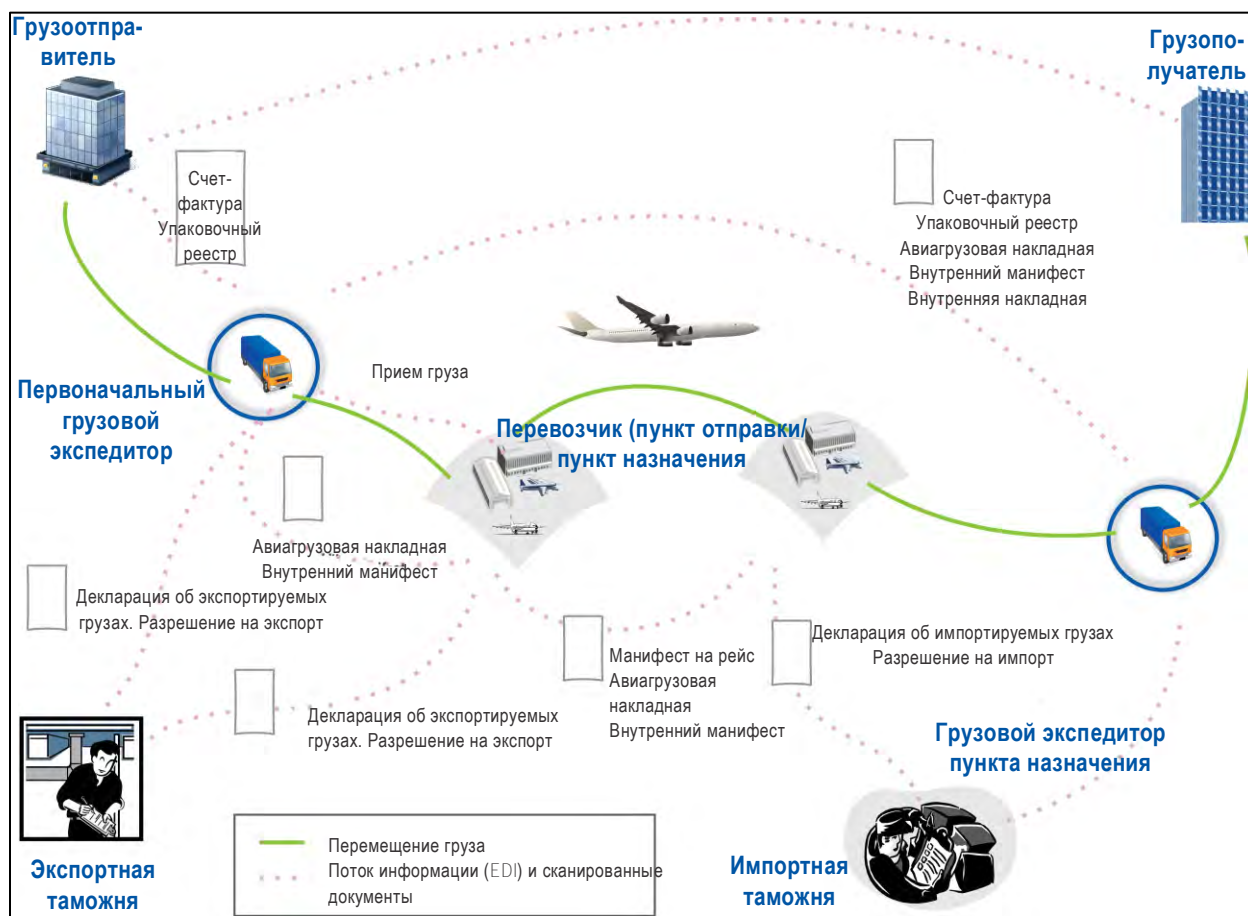 Грузоотпра-
витель
Грузопо-
лучатель
Счет-
фактура
Упаковочный
реестр
Счет-фактура
Упаковочный реестр
Авиагрузовая накладная
Внутренний манифест
Внутренняя накладная
Прием груза
Первоначальный
грузовой
экспедитор
Перевозчик (пункт отправки/
пункт назначения
Авиагрузовая накладная
Внутренний манифест
Декларация об экспортируемых
грузах. Разрешение на экспорт
Декларация об импортируемых грузах
Разрешение на импорт
Манифест на рейс
Авиагрузовая
накладная
Внутренний манифест
Декларация об экспортируемых
грузах. Разрешение на экспорт
Грузовой экспедитор
пункта назначения
Экспортная
таможня
Перемещение груза
Поток информации (EDI) и сканированные
документы
Импортная
таможня